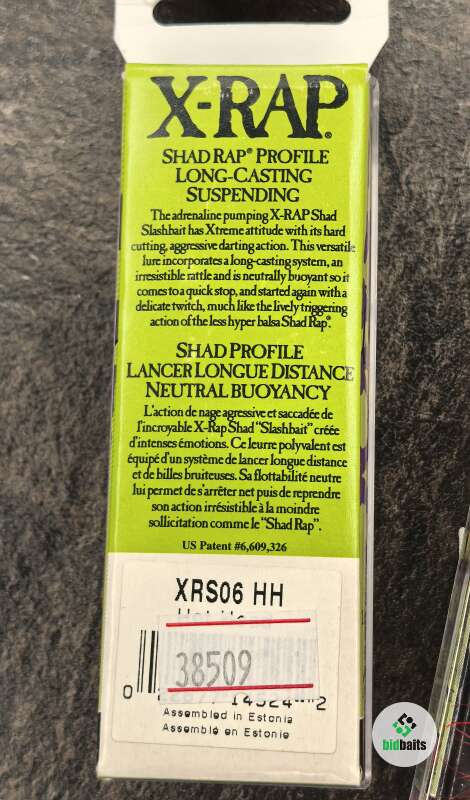 X-RAP®
SHAD RAP® PROFILE
LONG-CASTING
SUSPENDING
The adrenaline pumping X-RAP Shad
Slashbait has Xtreme attitude with its hard
cutting, aggressive darting action. This versatile
lure incorporates a long-casting system, an
irresistible rattle and is neutrally buoyant so it
comes to a quick stop, and started again with a
delicate twitch, much like the lively triggering
action of the less hyper balsa Shad Rap®.
SHAD PROFILE
LANCER LONGUE DISTANCE
NEUTRAL BUOYANCY
L'action de nage agressive et saccadée de
l'incroyable X-Rap Shad "Slashbait" créée
d'intenses émotions. Ce leurre polyvalent est
équipé d'un système de lancer longue distance
et de billes bruiteuses. Sa flottabilité neutre
lui permet de s'arrêter net puis de reprendre
son action irrésistible à la moindre
sollicitation comme le "Shad Rap".
US Patent #6,609,326
XRS06 HH
38509
0 14524 2
Assembled in Estonia
Assemblé en Estonie
bidbaits